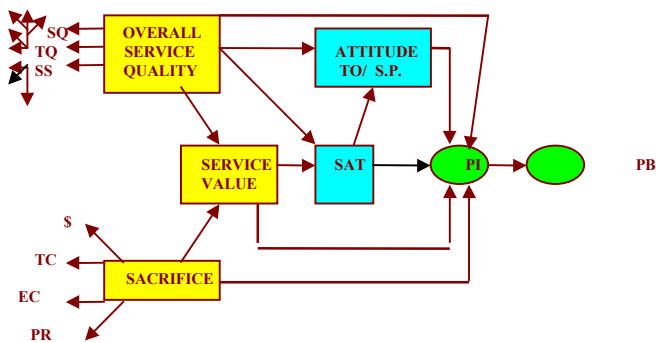 SQ
TQ
SS
OVERALL
SERVICE
QUALITY
ATTITUDE
TO/ S.P.
SERVICE
VALUE
SAT
PI
PB
$
TC
EC
PR
SACRIFICE